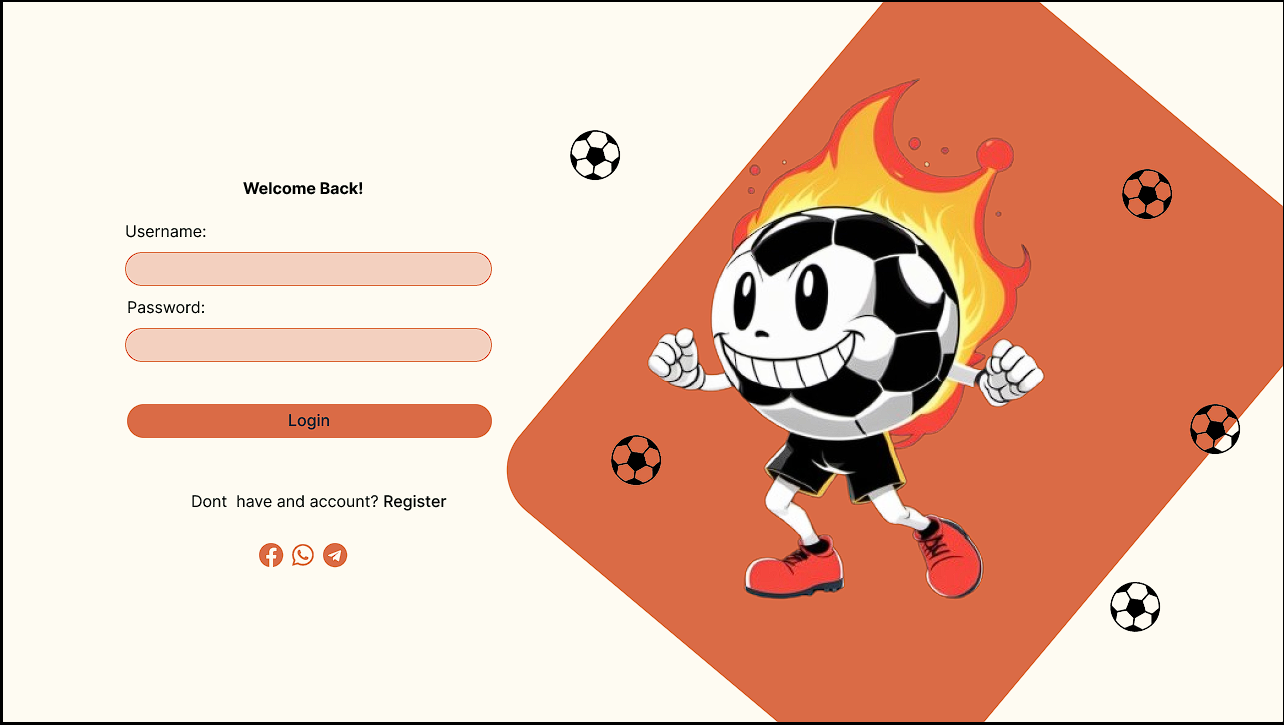 Welcome Back!
Username:
Password:
Login
Dont  have and account? Register